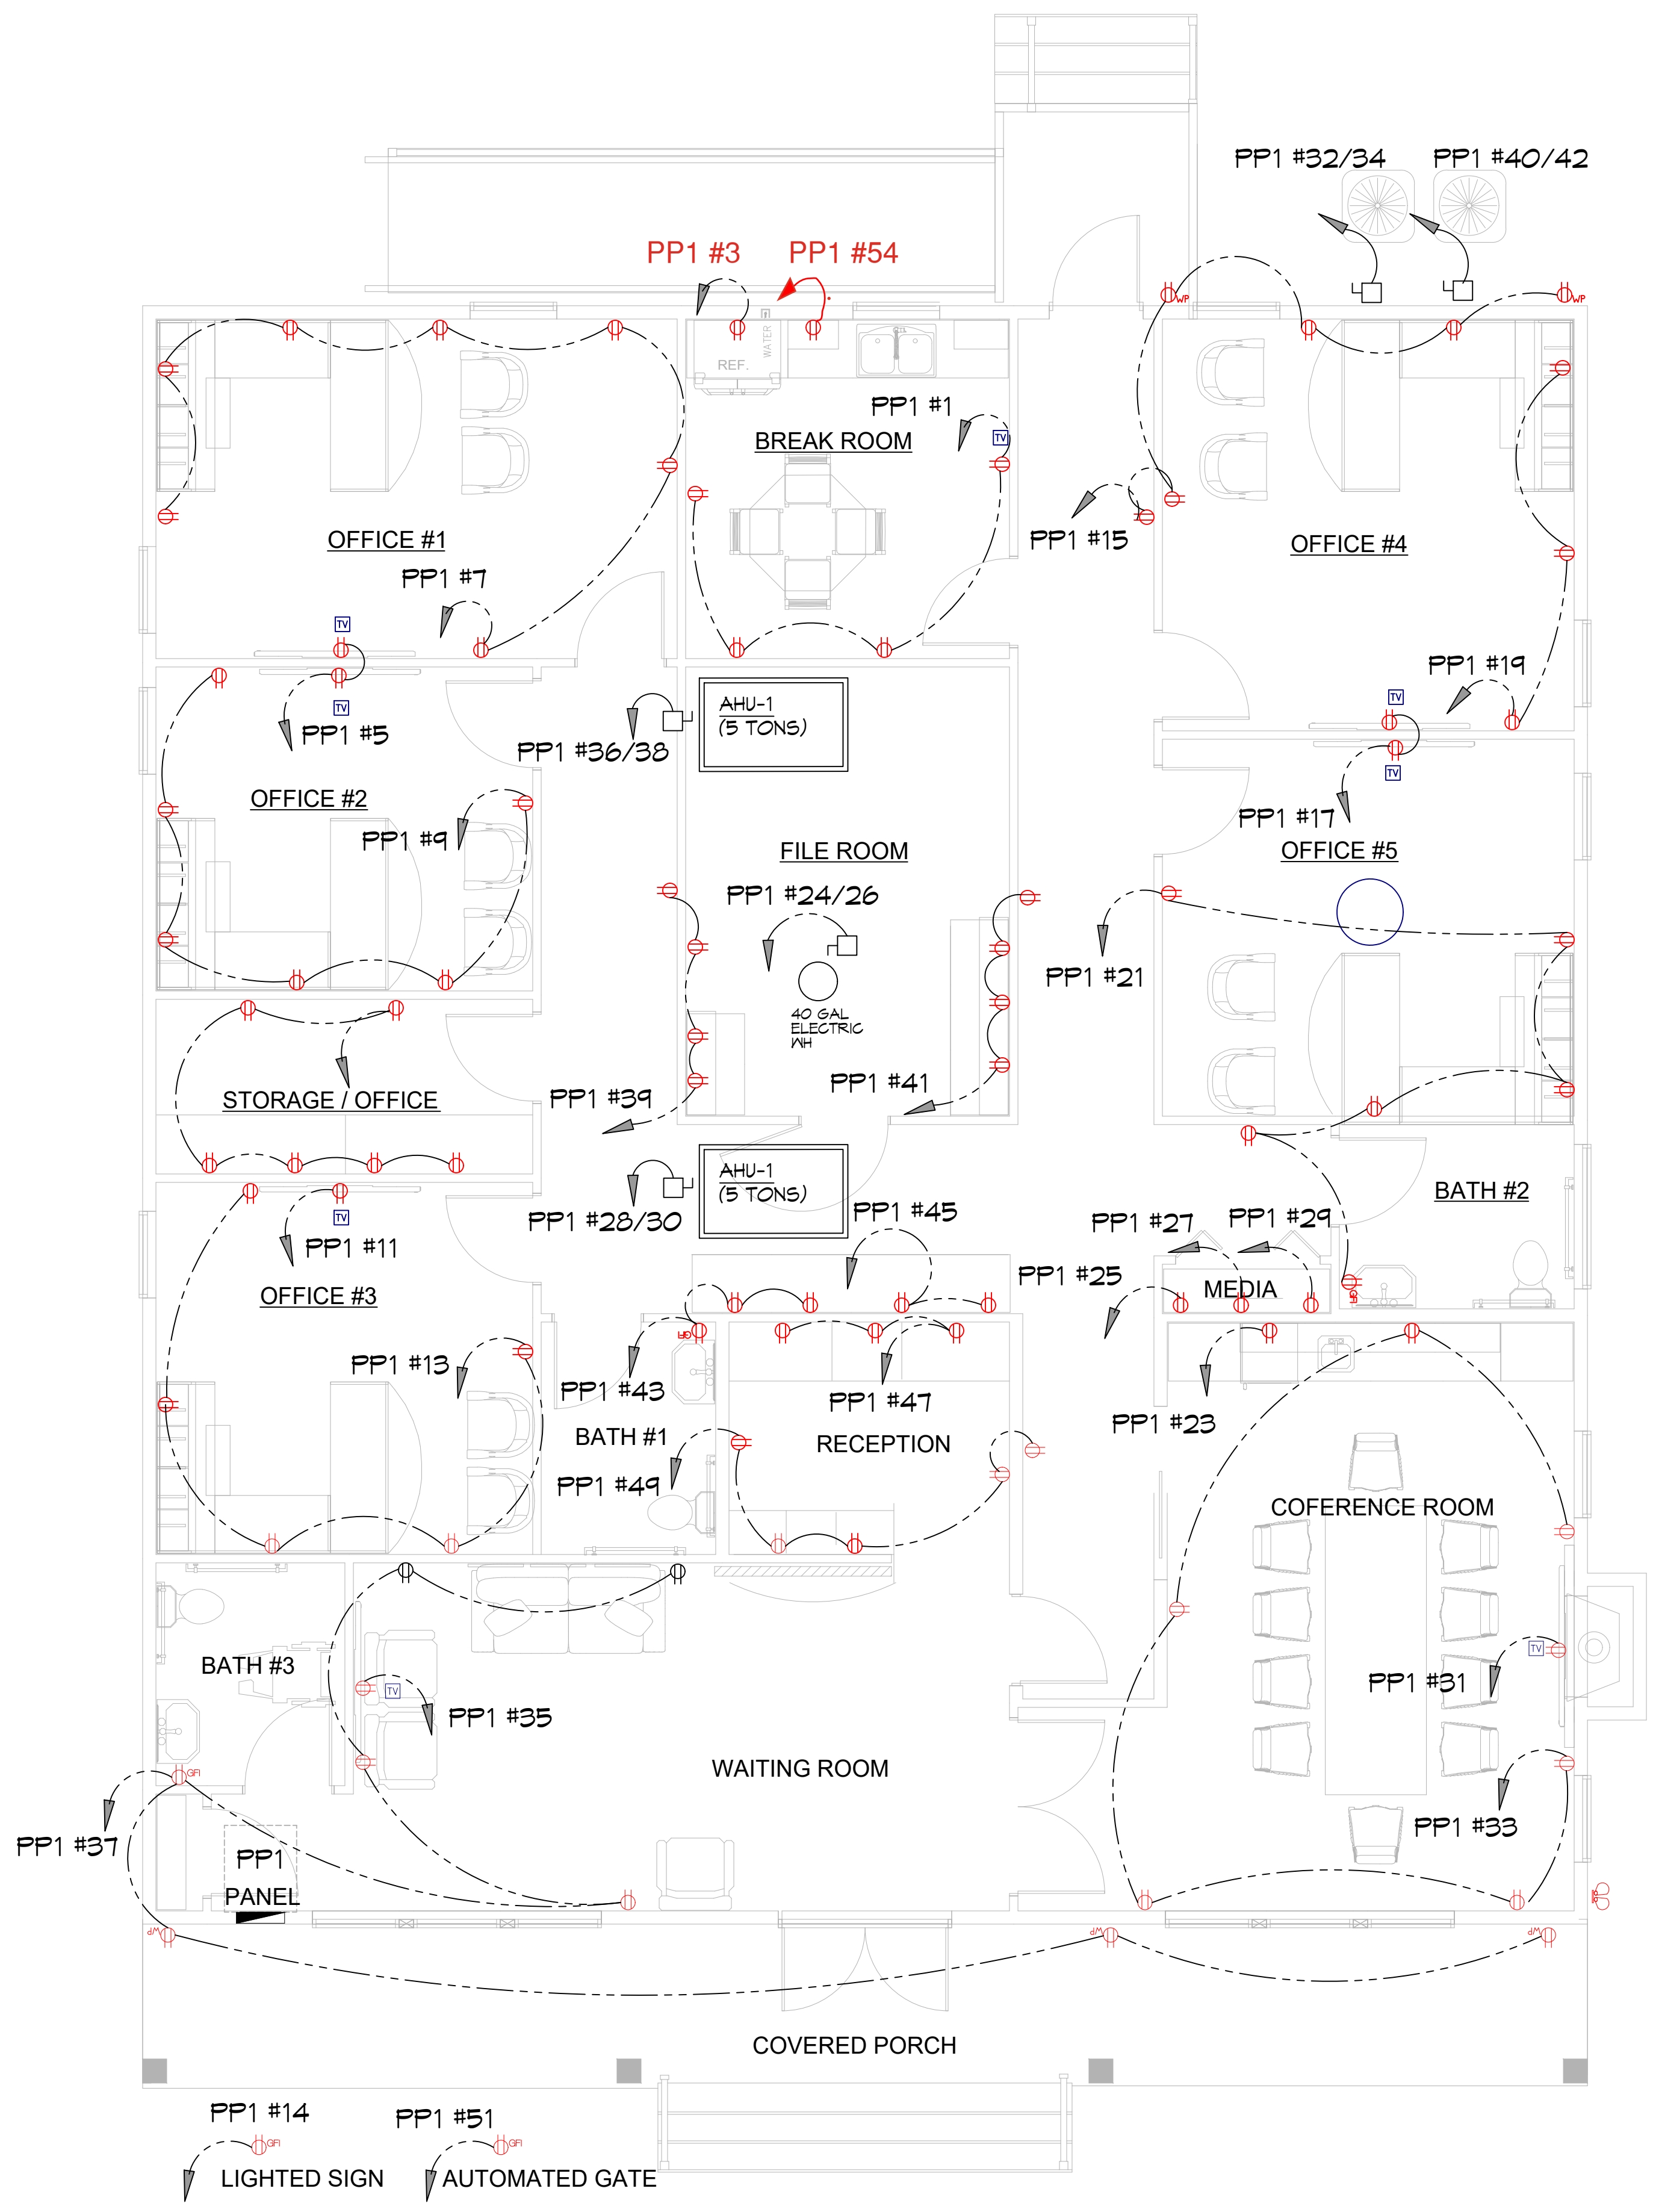 PP1 #32/34
PP1 #40/42
PP1 #3
PP1 #54
WP
WP
WATER
REF.
PP1 #1
TV
BREAK ROOM
OFFICE #1
PP1 #15
OFFICE #4
PP1 #7
TV
PP1 #19
TV
TV
PP1 #5
AHU-1
(5 TONS)
PP1 #36/38
TV
OFFICE #2
PP1 #17
PP1 #9
FILE ROOM
OFFICE #5
PP1 #24/26
PP1 #21
40 GAL
ELECTRIC
WH
STORAGE / OFFICE
PP1 #39
PP1 #41
AHU-1
(5 TONS)
BATH #2
TV
PP1 #28/30
PP1 #45
PP1 #27
PP1 #29
PP1 #11
PP1 #25
MEDIA
OFFICE #3
GFI
GFI
PP1 #13
PP1 #43
PP1 #47
PP1 #23
BATH #1
RECEPTION
PP1 #49
COFERENCE ROOM
TV
BATH #3
PP1 #31
TV
PP1 #35
WAITING ROOM
GFI
PP1 #33
PP1 #37
PP1
PANEL
WP
WP
COVERED PORCH
PP1 #14
PP1 #51
GFI
GFI
LIGHTED SIGN
AUTOMATED GATE